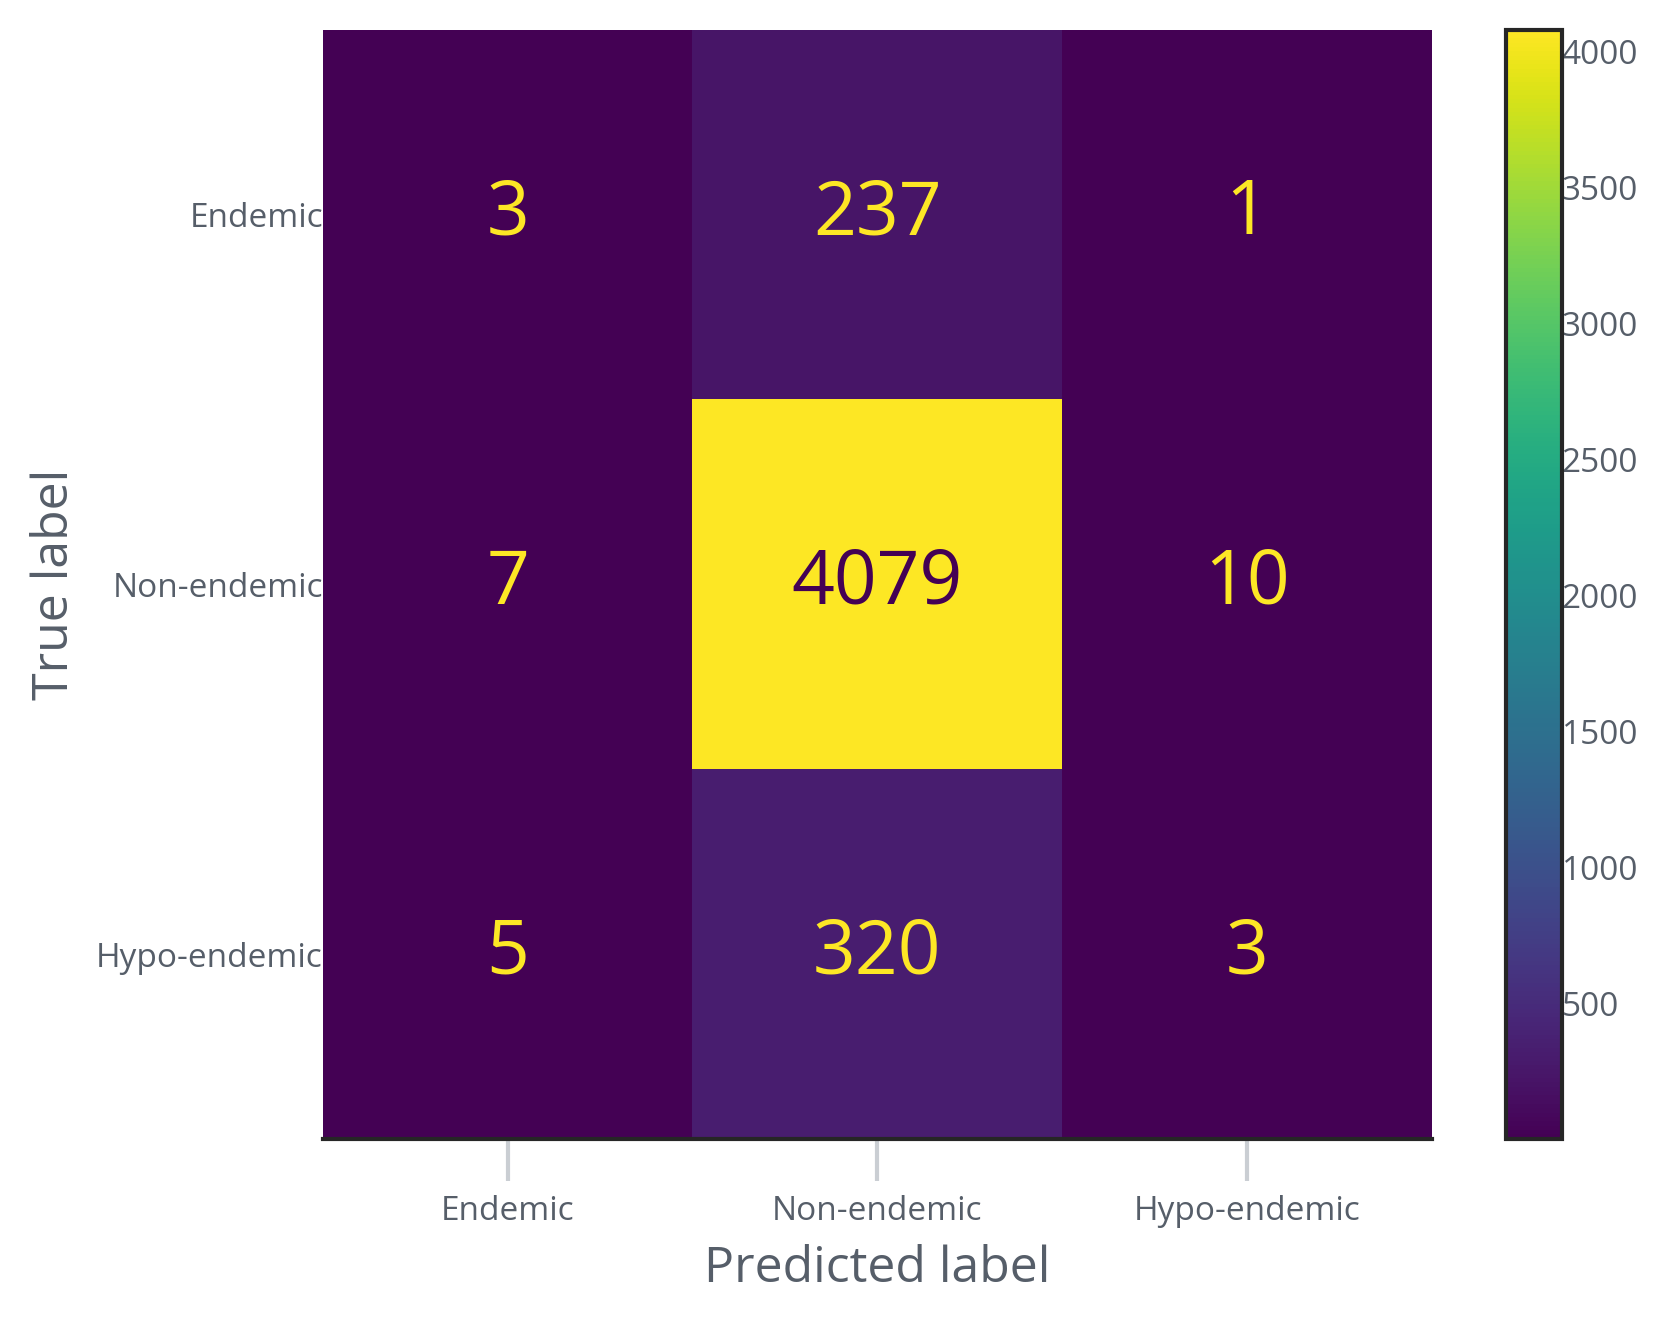 True label
Endemic
Non-endemic
Hypo-endemic
3 237 1
7 4079 10
5 320 3
Endemic Non-endemic Hypo-endemic
Predicted label
4000
3500
3000
2500
2000
1500
1000
500